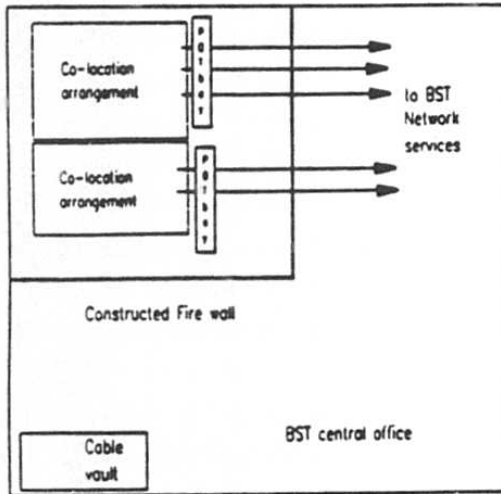 Co-location
arrangement
POT bay
to BST
Network
services
Co-location
arrangement
POT bay
Constructed Fire wall
BST central office
Cable
vault